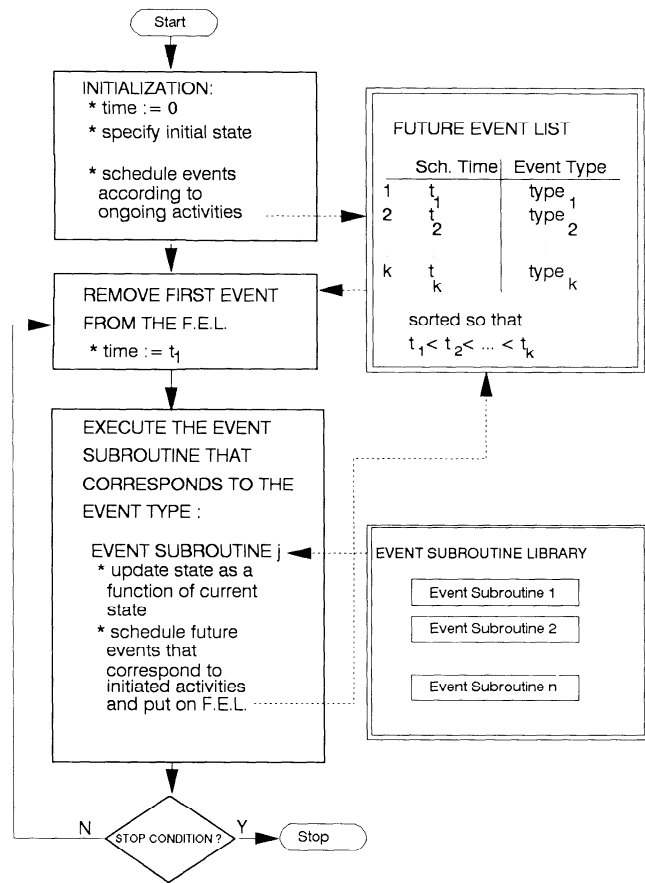 Start
INITIALIZATION:
* time := 0
* specify initial state
* schedule events
according to
ongoing activities
FUTURE EVENT LIST
Sch. Time Event Type
1 t1 type1
2 t2 type2
k tk typek
sorted so that
t1 < t2 < ... < tk
REMOVE FIRST EVENT
FROM THE F.E.L.
* time := t1
EXECUTE THE EVENT
SUBROUTINE THAT
CORRESPONDS TO THE
EVENT TYPE :
EVENT SUBROUTINE j
* update state as a
function of current
state
* schedule future
events that
correspond to
initiated activities
and put on F.E.L.
EVENT SUBROUTINE LIBRARY
Event Subroutine 1
Event Subroutine 2
Event Subroutine n
N
STOP CONDITION ?
Y
Stop